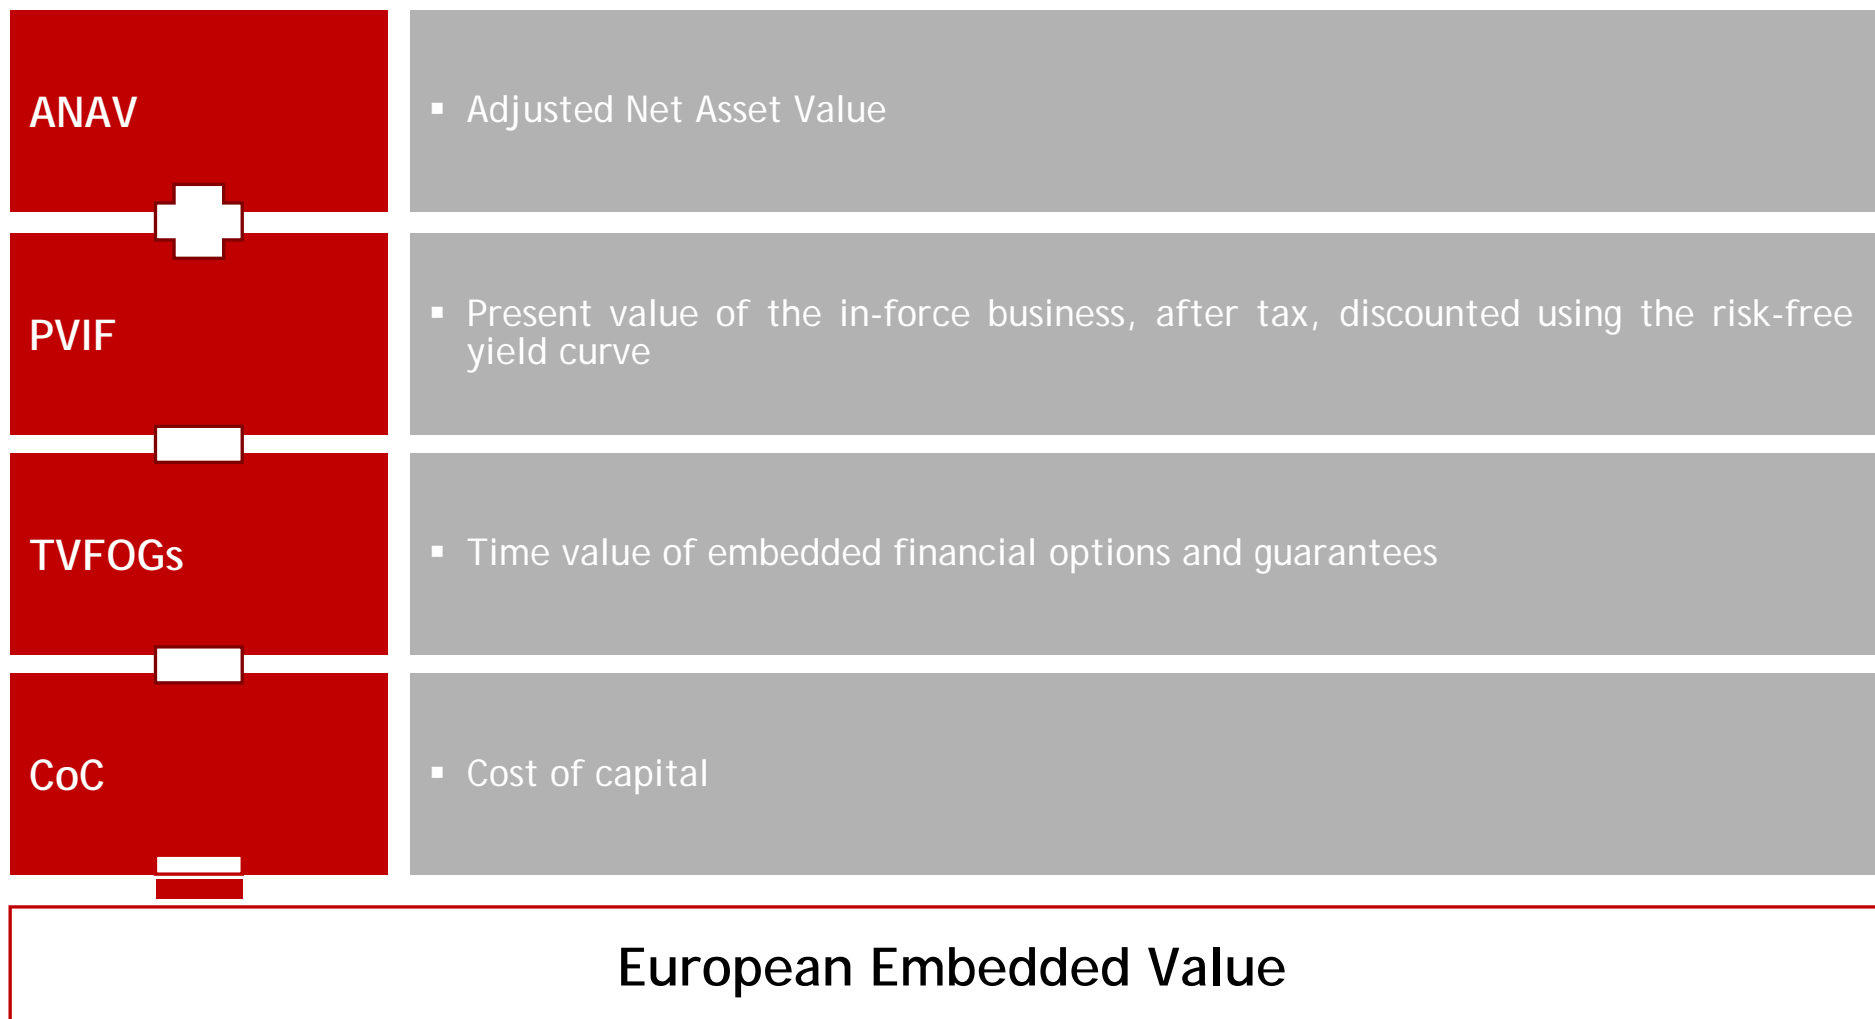 ANAV
▪ Adjusted Net Asset Value
PVIF
▪ Present value of the in-force business, after tax, discounted using the risk-free
yield curve
TVFOGs
▪ Time value of embedded financial options and guarantees
CoC
▪ Cost of capital
European Embedded Value